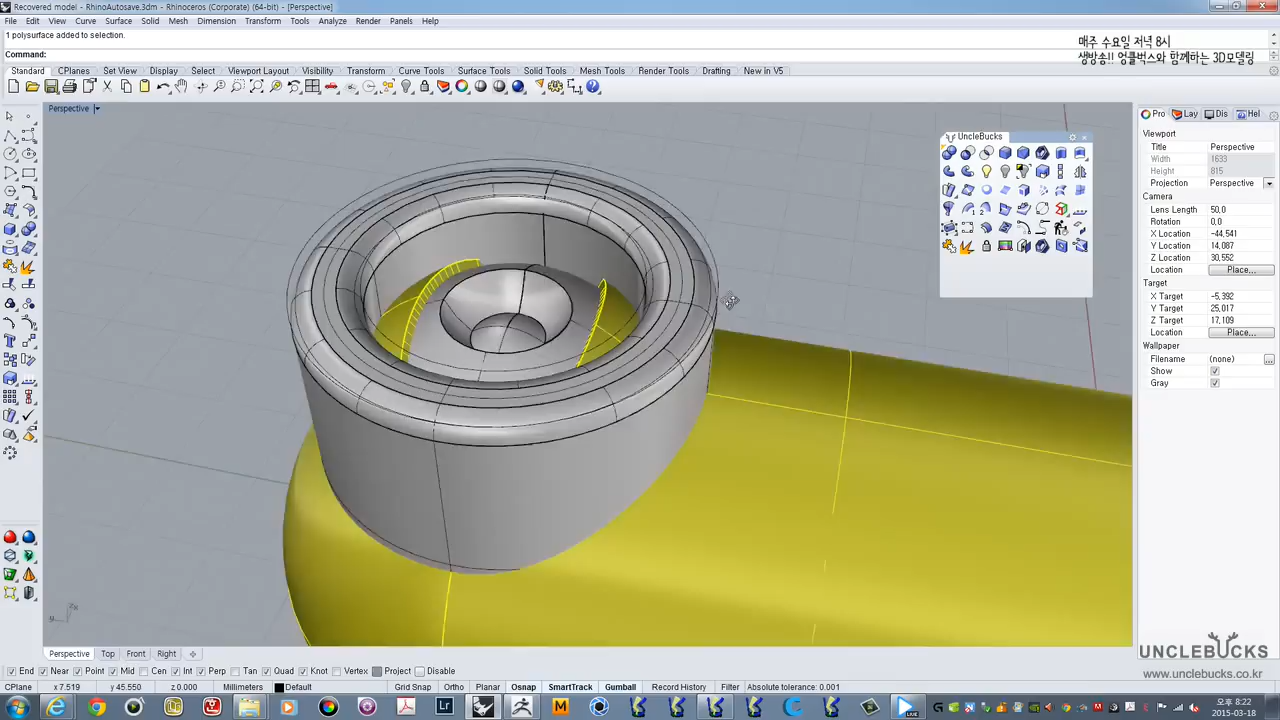 Recovered model - RhinoAutosave.3dm - Rhinoceros (Corporate) (64-bit) - [Perspective]
File Edit View Curve Surface Solid Mesh Dimension Transform Tools Analyze Render Panels Help
1 polysurface added to selection.
매주 수요일 저녁 8시
Command:
생방송!! 엉클벅스와 함께하는 3D모델링
Standard CPlanes Set View Display Select Viewport Layout Visibility Transform Curve Tools Surface Tools Solid Tools Mesh Tools Render Tools Drafting New in V5
Perspective
Pro Lay Dis Hel
UncleBucks
Viewport
Title Perspective
Width 1633
Height 815
Projection Perspective
Camera
Lens Length 50,0
Rotation 0,0
X Location -44,541
Y Location 14,087
Z Location 30,552
Location Place...
Target
X Target -5,392
Y Target 25,017
Z Target 17,109
Location Place...
Wallpaper
Filename (none) ...
Show
Gray
Perspective Top Front Right
End Near Point Mid Cen Int Perp Tan Quad Knot Vertex Project Disable
UNCLEBUCKS
www.unclebucks.co.kr
CPlane x 7.519 y 45.550 z 0.000 Millimeters Default Grid Snap Ortho Planar Osnap SmartTrack Gumball Record History Filter Absolute tolerance: 0.001
오후 8:22
2015-03-18